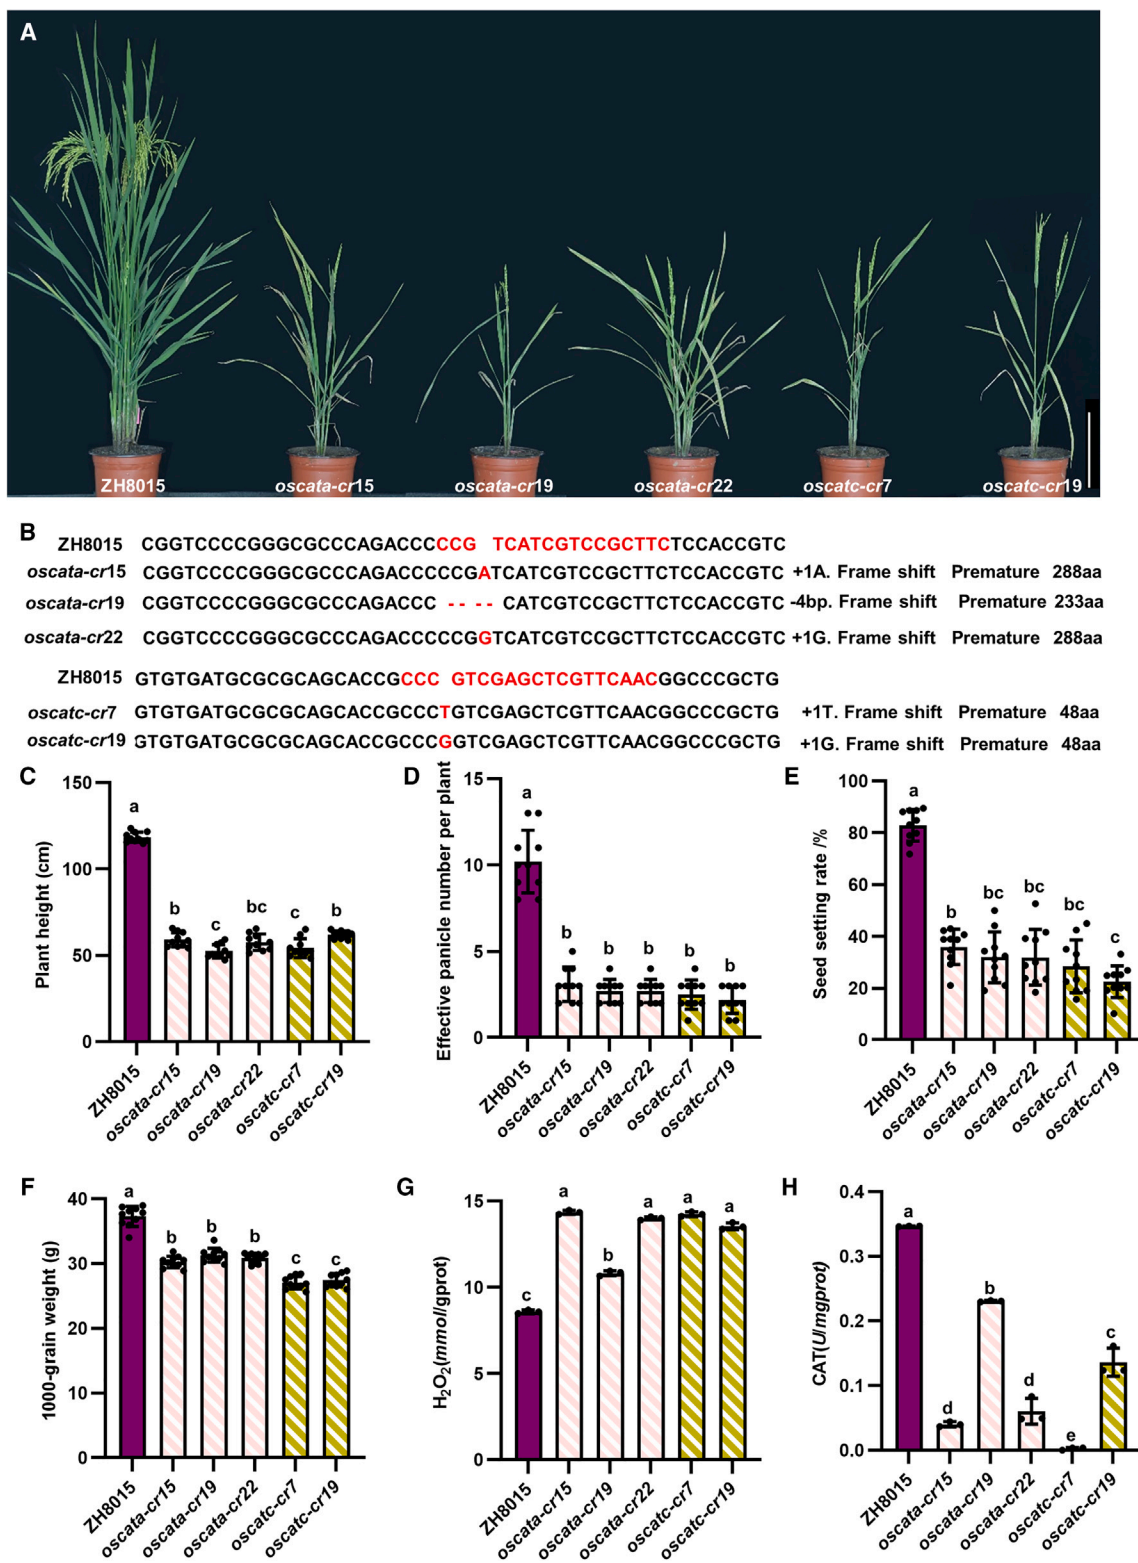 A
ZH8015 oscata-cr15 oscata-cr19 oscata-cr22 oscatc-cr7 oscatc-cr19
B
ZH8015 CGGTCCCCGGGCGCCCAGACCCCCG TCATCGTCCGCTTCTCCACCGTC
oscata-cr15 CGGTCCCCGGGCGCCCAGACCCCCGATCATCGTCCGCTTCTCCACCGTC +1A. Frame shift Premature 288aa
oscata-cr19 CGGTCCCCGGGCGCCCAGACCC - - - - CATCGTCCGCTTCTCCACCGTC -4bp. Frame shift Premature 233aa
oscata-cr22 CGGTCCCCGGGCGCCCAGACCCCCGGTCATCGTCCGCTTCTCCACCGTC +1G. Frame shift Premature 288aa
ZH8015 GTGTGATGCGCGCAGCACCGCCC GTCGAGCTCGTTCAACGGCCCGCTG
oscatc-cr7 GTGTGATGCGCGCAGCACCGCCCTGTCGAGCTCGTTCAACGGCCCGCTG +1T. Frame shift Premature 48aa
oscatc-cr19 GTGTGATGCGCGCAGCACCGCCCGGTCGAGCTCGTTCAACGGCCCGCTG +1G. Frame shift Premature 48aa
C
Plant height (cm)
150
100
50
0
a b c bc c b
ZH8015 oscata-cr15 oscata-cr19 oscata-cr22 oscatc-cr7 oscatc-cr19
D
Effective panicle number per plant
15
10
5
0
a b b b b b
ZH8015 oscata-cr15 oscata-cr19 oscata-cr22 oscatc-cr7 oscatc-cr19
E
Seed setting rate /%
100
80
60
40
20
0
a b bc bc bc c
ZH8015 oscata-cr15 oscata-cr19 oscata-cr22 oscatc-cr7 oscatc-cr19
F
1000-grain weight (g)
40
30
20
10
0
a b b b c c
ZH8015 oscata-cr15 oscata-cr19 oscata-cr22 oscatc-cr7 oscatc-cr19
G
H₂O₂(mmol/gprot)
15
10
5
0
c a b a a a
ZH8015 oscata-cr15 oscata-cr19 oscata-cr22 oscatc-cr7 oscatc-cr19
H
CAT(U/mgprot)
0.4
0.3
0.2
0.1
0.0
a d b d e c
ZH8015 oscata-cr15 oscata-cr19 oscata-cr22 oscatc-cr7 oscatc-cr19